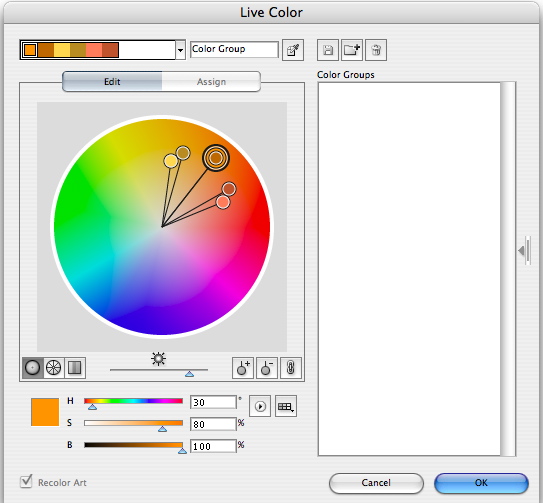 Live Color
Color Group
Edit Assign
Color Groups
H 30 °
S 80 %
B 100 %
Recolor Art
Cancel OK